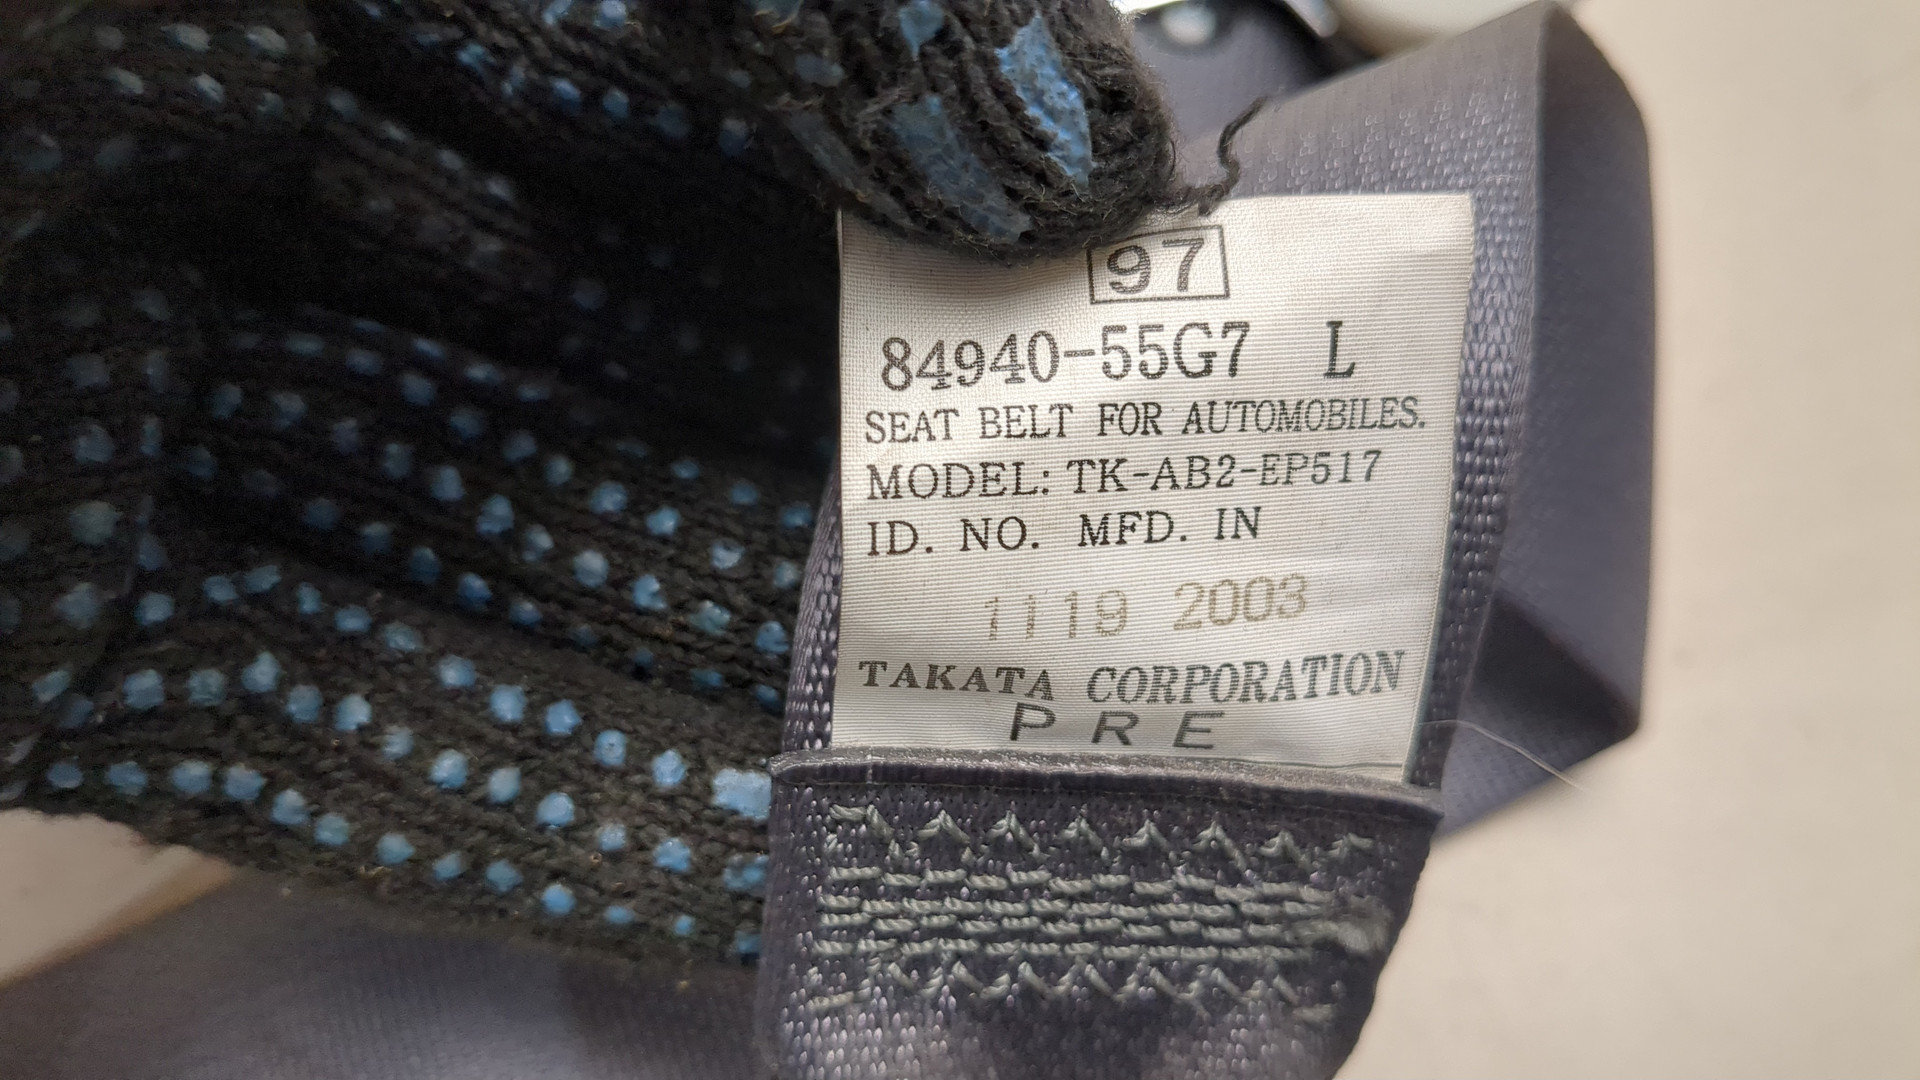 97
84940-55G7 L
SEAT BELT FOR AUTOMOBILES.
MODEL: TK-AB2-EP517
ID. NO. MFD. IN
1119 2003
TAKATA CORPORATION
PRE